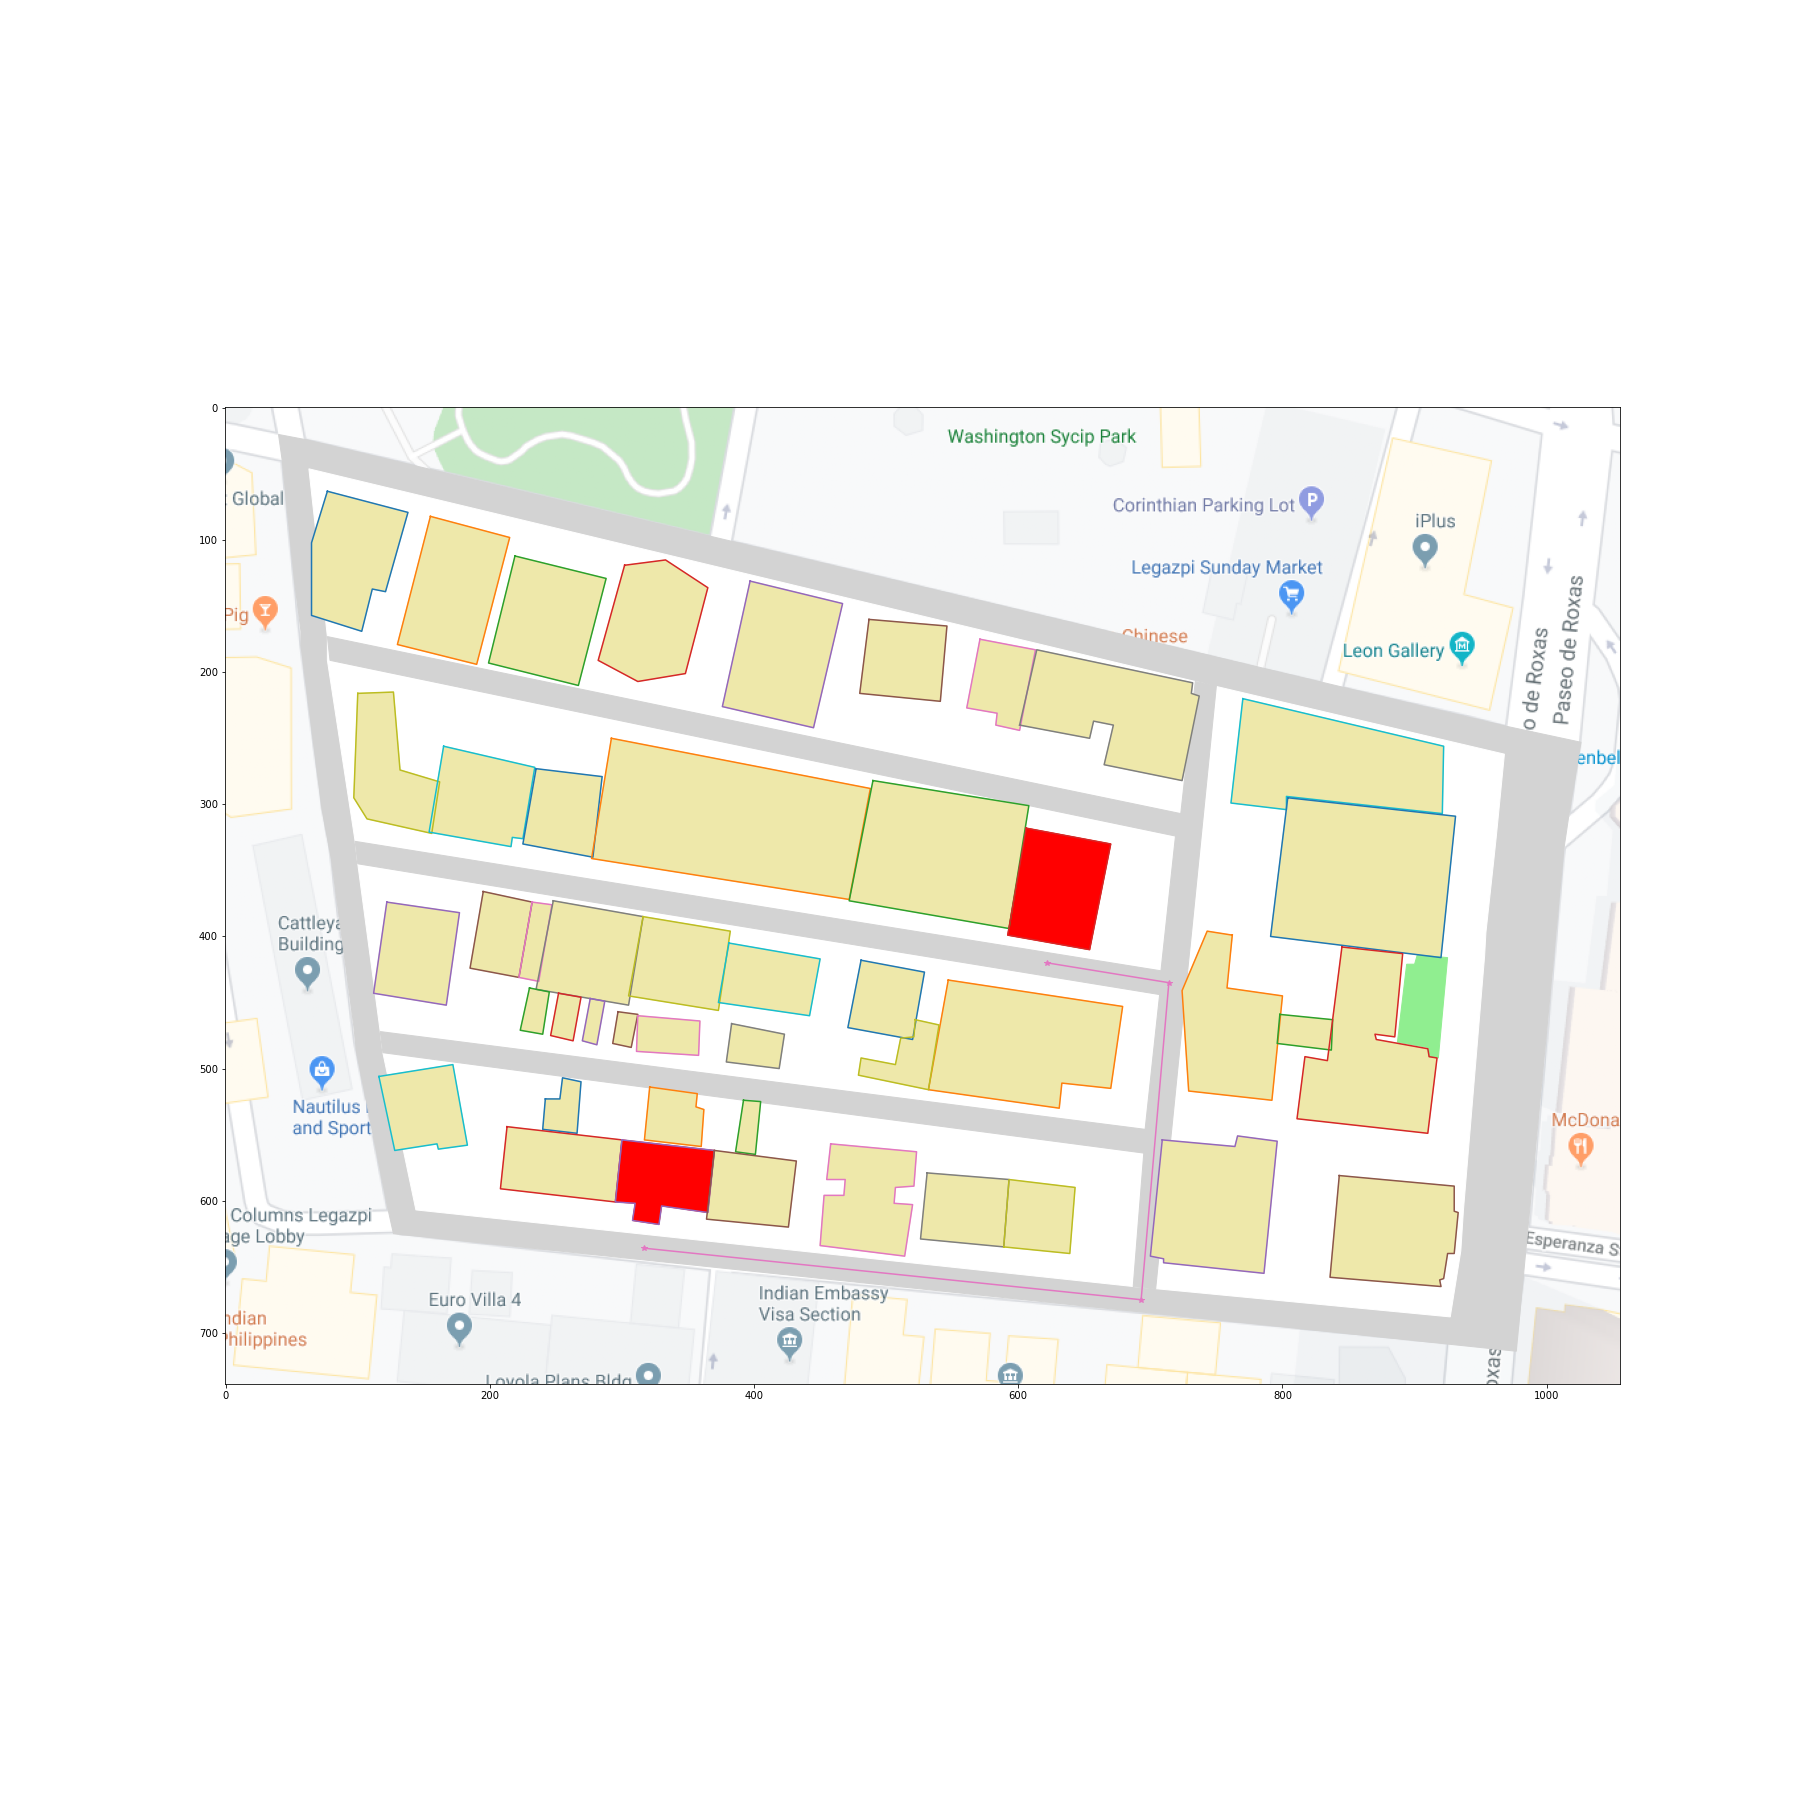 0
100
200
300
400
500
600
700
0
200
400
600
800
1000
Washington Sycip Park
Global
Corinthian Parking Lot
iPlus
Legazpi Sunday Market
Pig
Chinese
Leon Gallery
o de Roxas
Paseo de Roxas
enbel
Cattleya
Building
Nautilus
and Sport
McDona
Columns Legazpi
age Lobby
Esperanza S
Indian Embassy
Visa Section
Euro Villa 4
ndian
Philippines
Loyola Plans Bldg
oxas